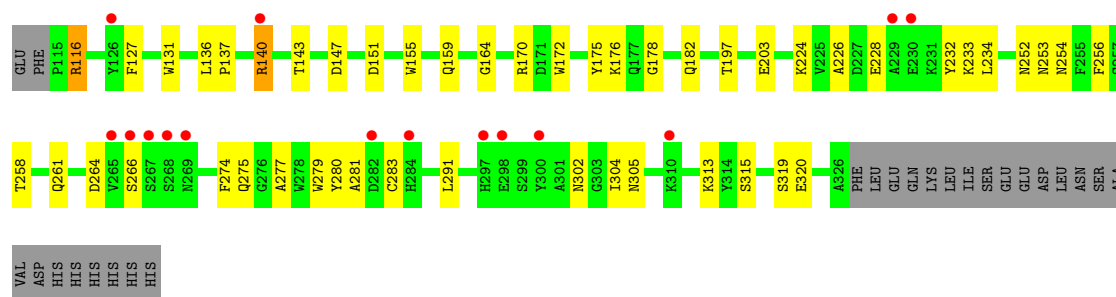 GLU PHE P115 R116 Y126 F127 W131 L136 P137 R140 T143 D147 D151 W155 Q159 G164 R170 D171 W172 Y175 K176 Q177 G178 Q182 T197 E203 K224 V225 A226 D227 E228 A229 E230 K231 Y232 K233 L234 N252 N253 N254 F255 F256
T258 Q261 D264 V265 S266 S267 S268 N269 F274 Q275 G276 A277 W278 W279 Y280 A281 D282 C283 H284 L291 H297 E298 S299 Y300 A301 N302 G303 I304 N305 K310 K313 Y314 S315 S319 E320 A326 PHE LEU GLU GLN LYS LEU ILE SER GLU GLU ASP LEU ASN SER ALA
VAL ASP HIS HIS HIS HIS HIS HIS